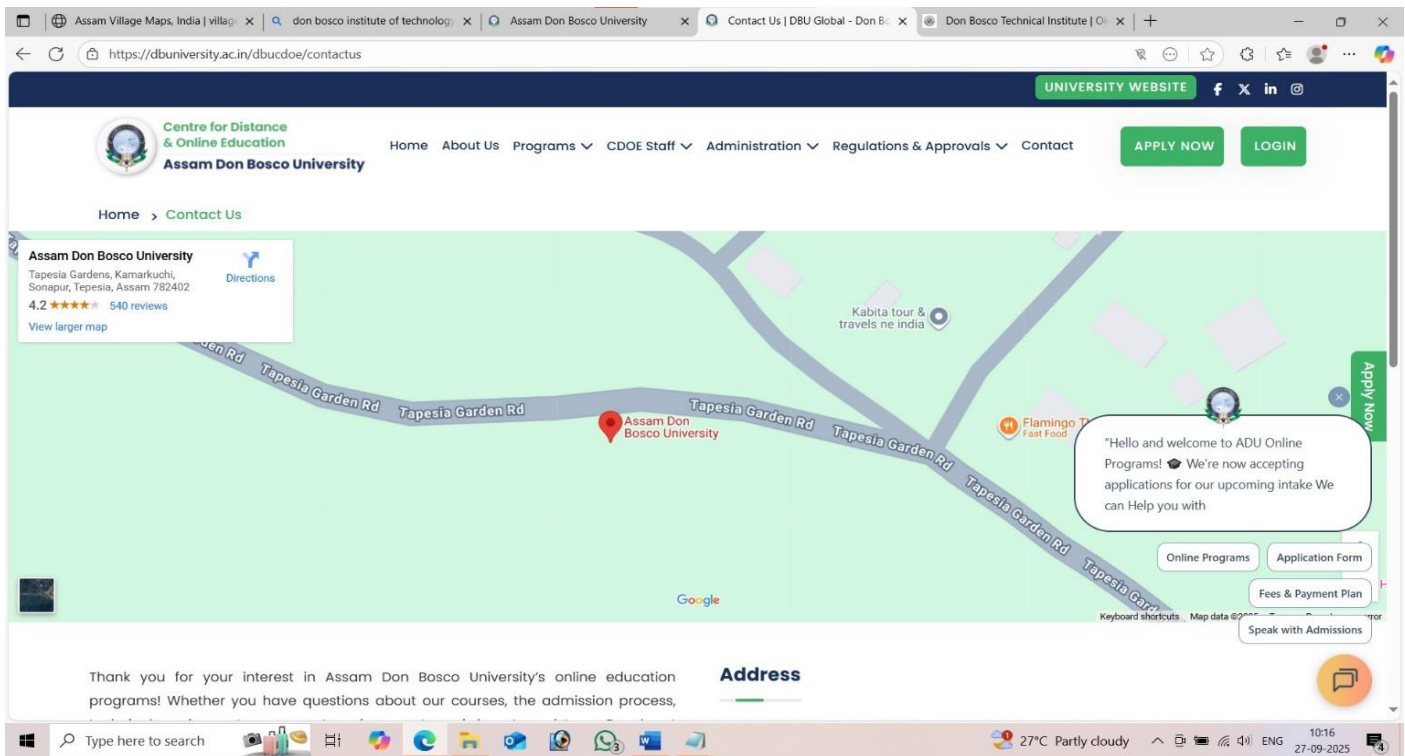 Assam Village Maps, India | villag
don bosco institute of technology
Assam Don Bosco University
Contact Us | DBU Global - Don Bo
Don Bosco Technical Institute | O
https://dbuniversity.ac.in/dbucdoe/contactus
UNIVERSITY WEBSITE
Centre for Distance
& Online Education
Assam Don Bosco University
Home About Us Programs CDOE Staff Administration Regulations & Approvals Contact
APPLY NOW LOGIN
Home > Contact Us
Assam Don Bosco University
Tapesia Gardens, Kamarkuchi,
Sonapur, Tepesia, Assam 782402
4.2 ★★★★ 540 reviews
View larger map
Directions
Kabita tour &
travels ne india
den Rd
Tapesia Garden Rd
Tapesia Garden Rd
Tapesia Garden Rd
Tapesia Garden Rd
Tapesia Garden Rd
Tapesia Gard
Assam Don
Bosco University
Flamingo
Fast Food
Apply Now
"Hello and welcome to ADU Online
Programs! 🎓 We're now accepting
applications for our upcoming intake We
can Help you with
Online Programs
Application Form
Fees & Payment Plan
Speak with Admissions
Google
Keyboard shortcuts Map data
Thank you for your interest in Assam Don Bosco University's online education
programs! Whether you have questions about our courses, the admission process,
Address
Type here to search
3
27°C Partly cloudy
ENG
10:16
27-09-2025
4